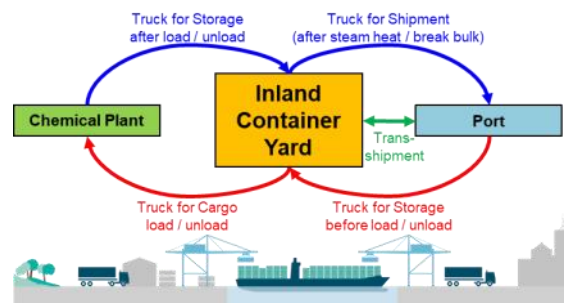 Truck for Storage
after load / unload
Truck for Shipment
(after steam heat / break bulk)
Chemical Plant
Inland
Container
Yard
Port
Trans-
shipment
Truck for Cargo
load / unload
Truck for Storage
before load / unload